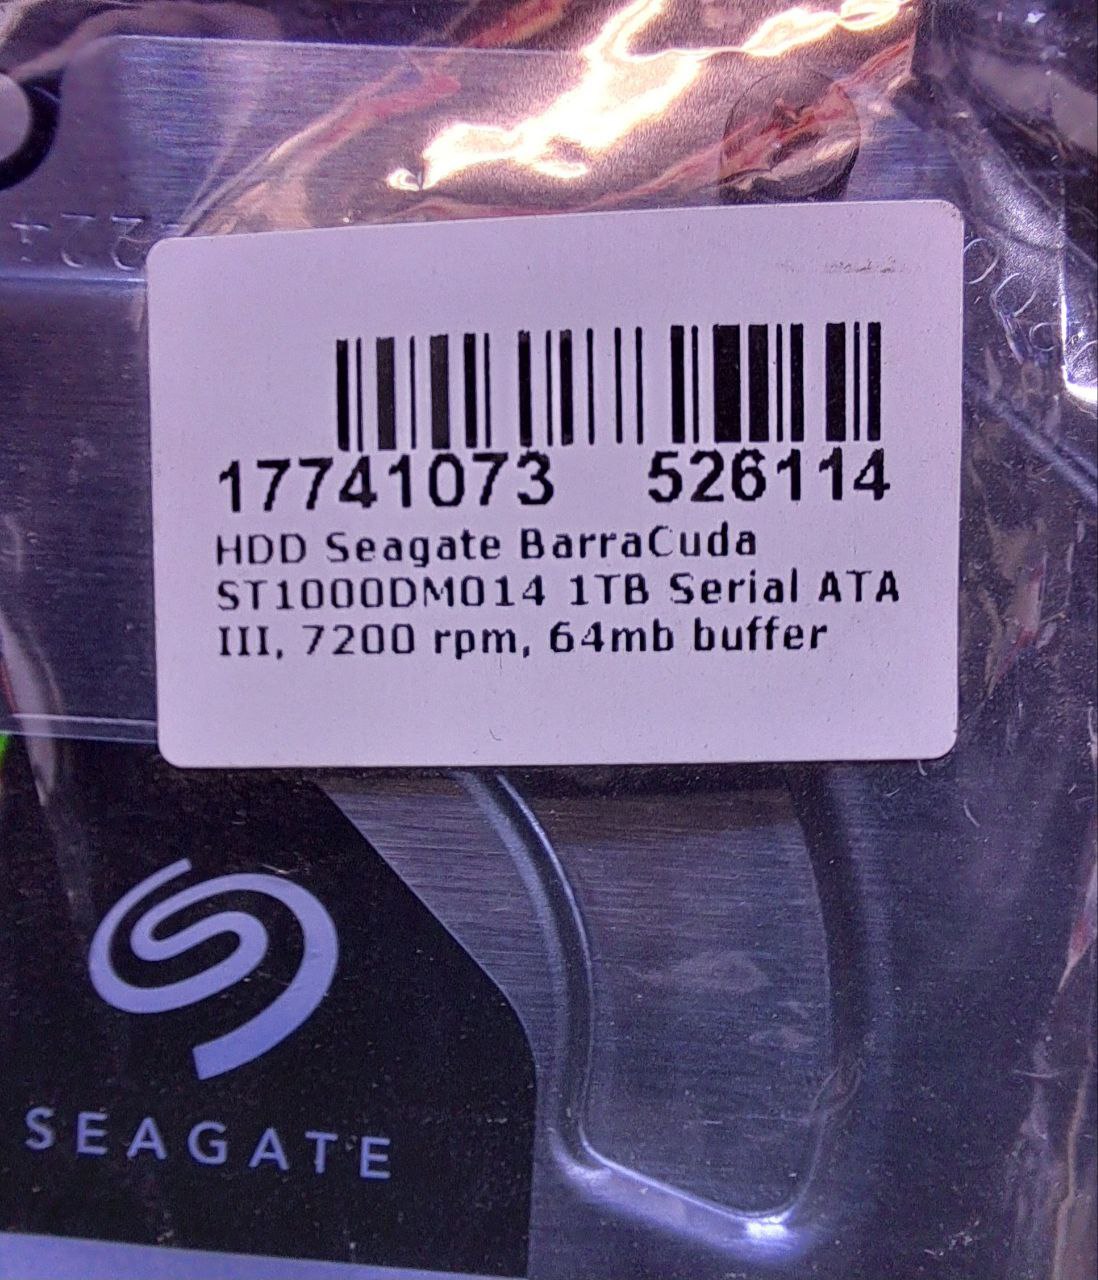 17741073 526114
HDD Seagate BarraCuda
ST1000DM014 1TB Serial ATA
III, 7200 rpm, 64mb buffer
SEAGATE